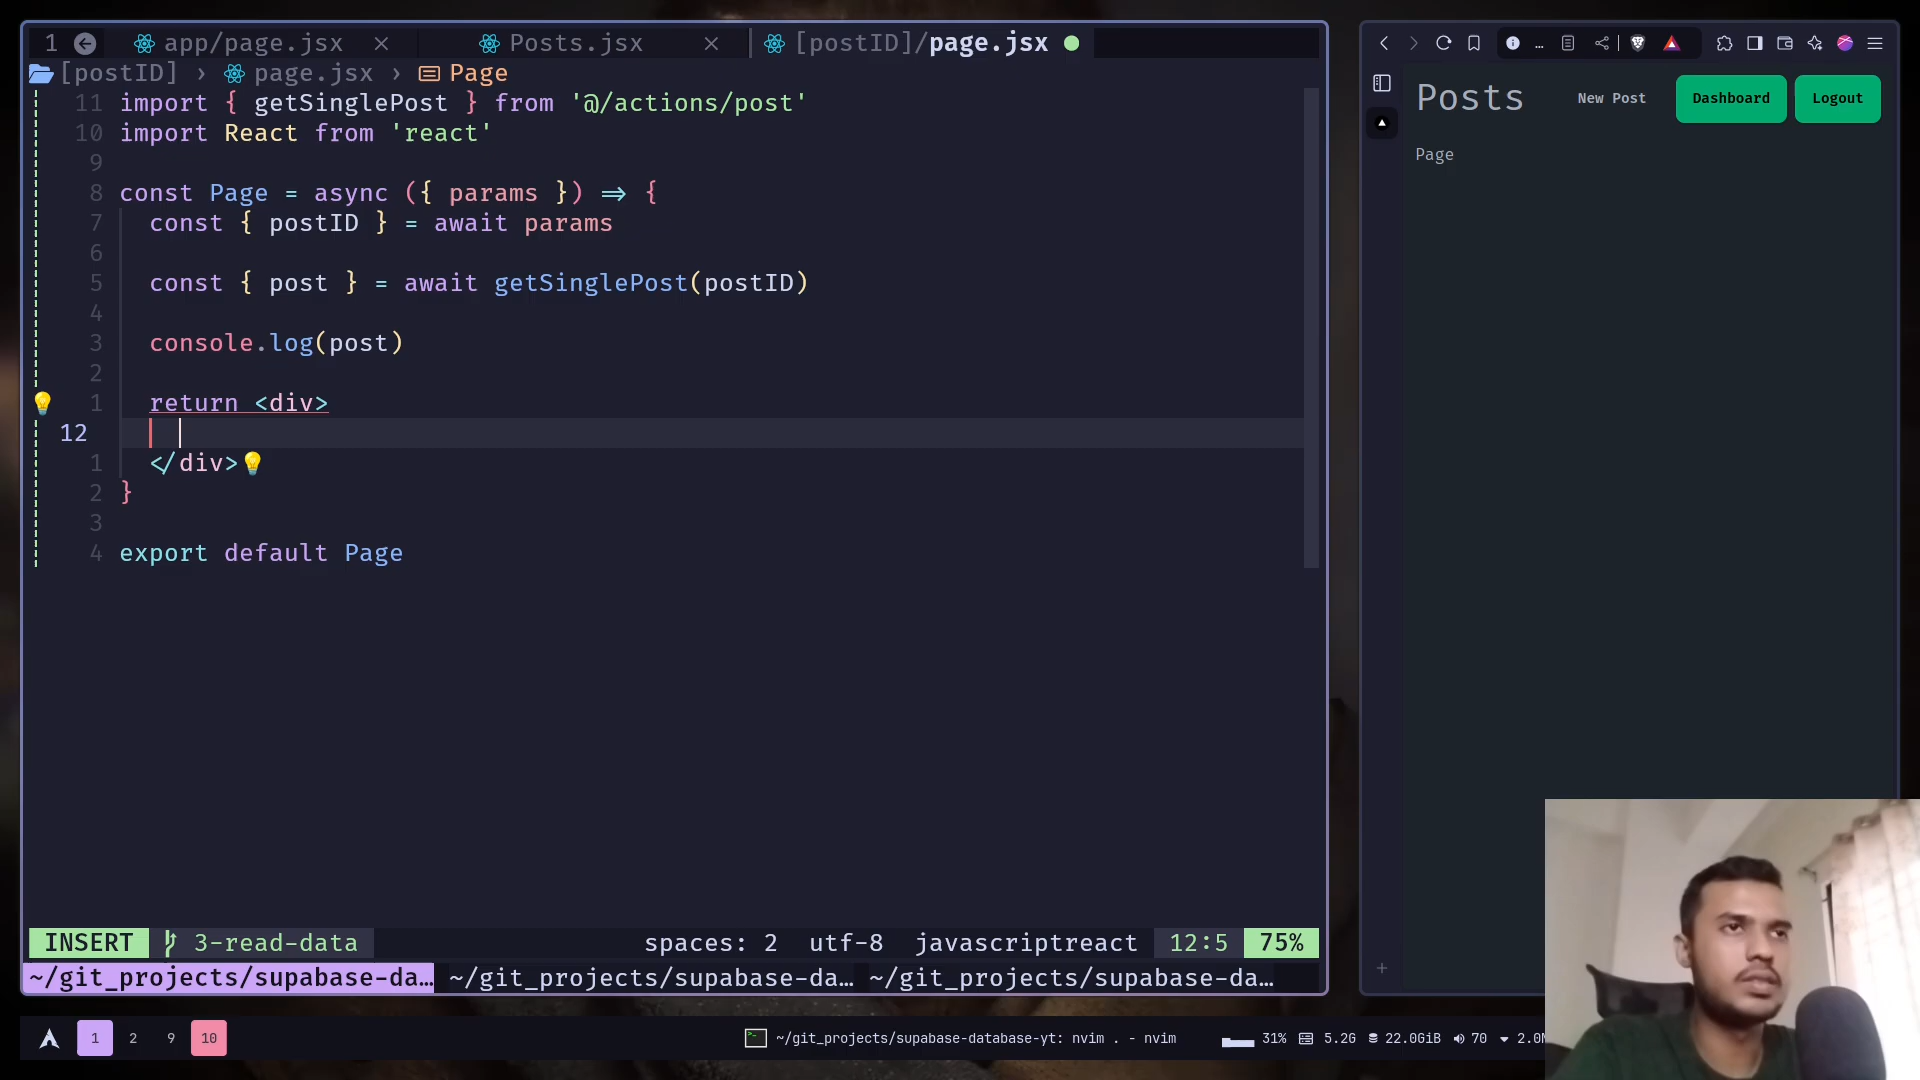 1 app/page.jsx Posts.jsx [postID]/page.jsx
[postID] › page.jsx › Page
11 import { getSinglePost } from '@/actions/post'
10 import React from 'react'
9
8 const Page = async ({ params }) => {
7 const { postID } = await params
6
5 const { post } = await getSinglePost(postID)
4
3 console.log(post)
2
1 return <div>
12
1 </div>
2 }
3
4 export default Page
INSERT 3-read-data spaces: 2 utf-8 javascriptreact 12:5 75%
~/git_projects/supabase-da… ~/git_projects/supabase-da… ~/git_projects/supabase-da…
1 2 9 10 ~/git_projects/supabase-database-yt: nvim . - nvim 31% 5.2G 22.0GiB 70
…
Posts New Post Dashboard Logout
Page